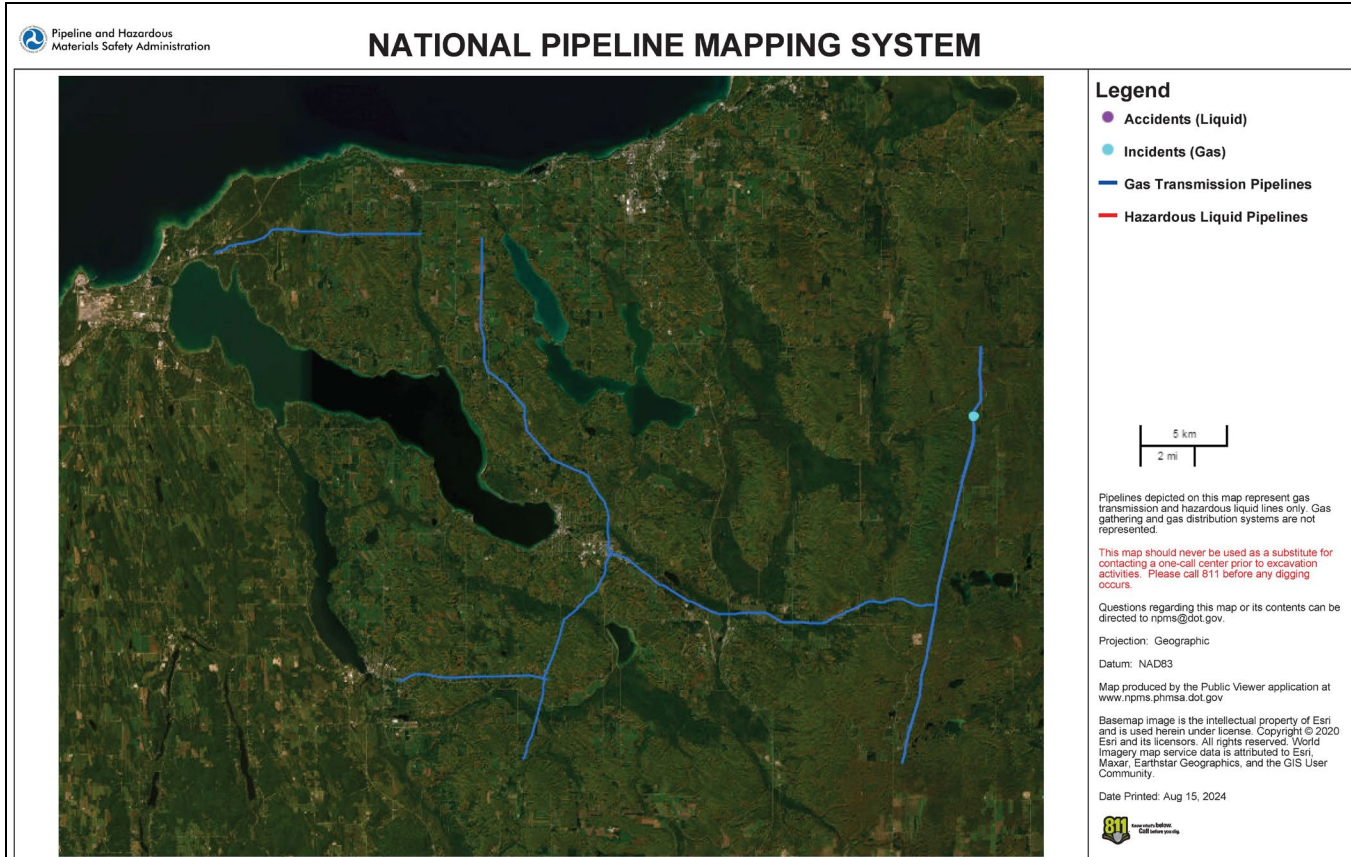 Pipeline and Hazardous
Materials Safety Administration
NATIONAL PIPELINE MAPPING SYSTEM
Legend
Accidents (Liquid)
Incidents (Gas)
Gas Transmission Pipelines
Hazardous Liquid Pipelines
5 km
2 mi
Pipelines depicted on this map represent gas
transmission and hazardous liquid lines only. Gas
gathering and gas distribution systems are not
represented.
This map should never be used as a substitute for
contacting a one-call center prior to excavation
activities. Please call 811 before any digging
occurs.
Questions regarding this map or its contents can be
directed to npms@dot.gov.
Projection: Geographic
Datum: NAD83
Map produced by the Public Viewer application at
www.npms.phmsa.dot.gov
Basemap image is the intellectual property of Esri
and is used herein under license. Copyright © 2020
Esri and its licensors. All rights reserved. World
Imagery map service data is attributed to Esri,
Maxar, Earthstar Geographics, and the GIS User
Community.
Date Printed: Aug 15, 2024
811
Know what's below.
Call before you dig.